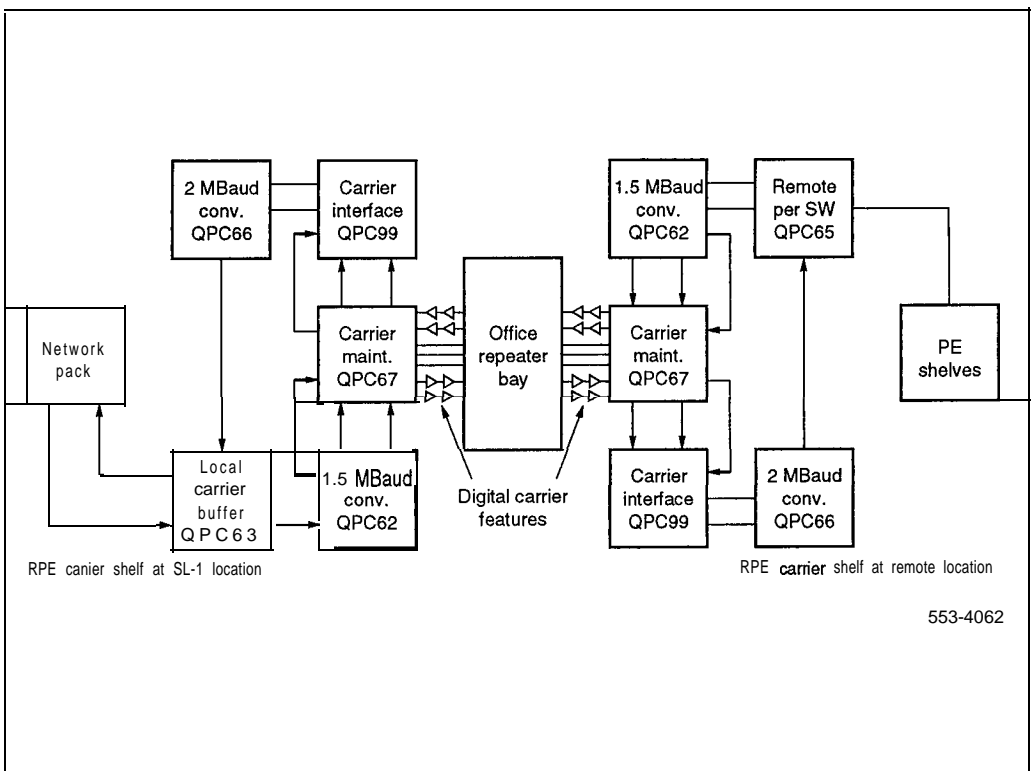 2 MBaud
conv.
QPC66
Carrier
interface
QPC99
1.5 MBaud
conv.
QPC62
Remote
per SW
QPC65
Network
pack
Carrier
maint.
QPC67
Office
repeater
bay
Carrier
maint.
QPC67
PE
shelves
Local
carrier
buffer
QPC63
1.5 MBaud
conv.
QPC62
Digital carrier
features
Carrier
interface
QPC99
2 MBaud
conv.
QPC66
RPE canier shelf at SL-1 location
RPE carrier shelf at remote location
553-4062